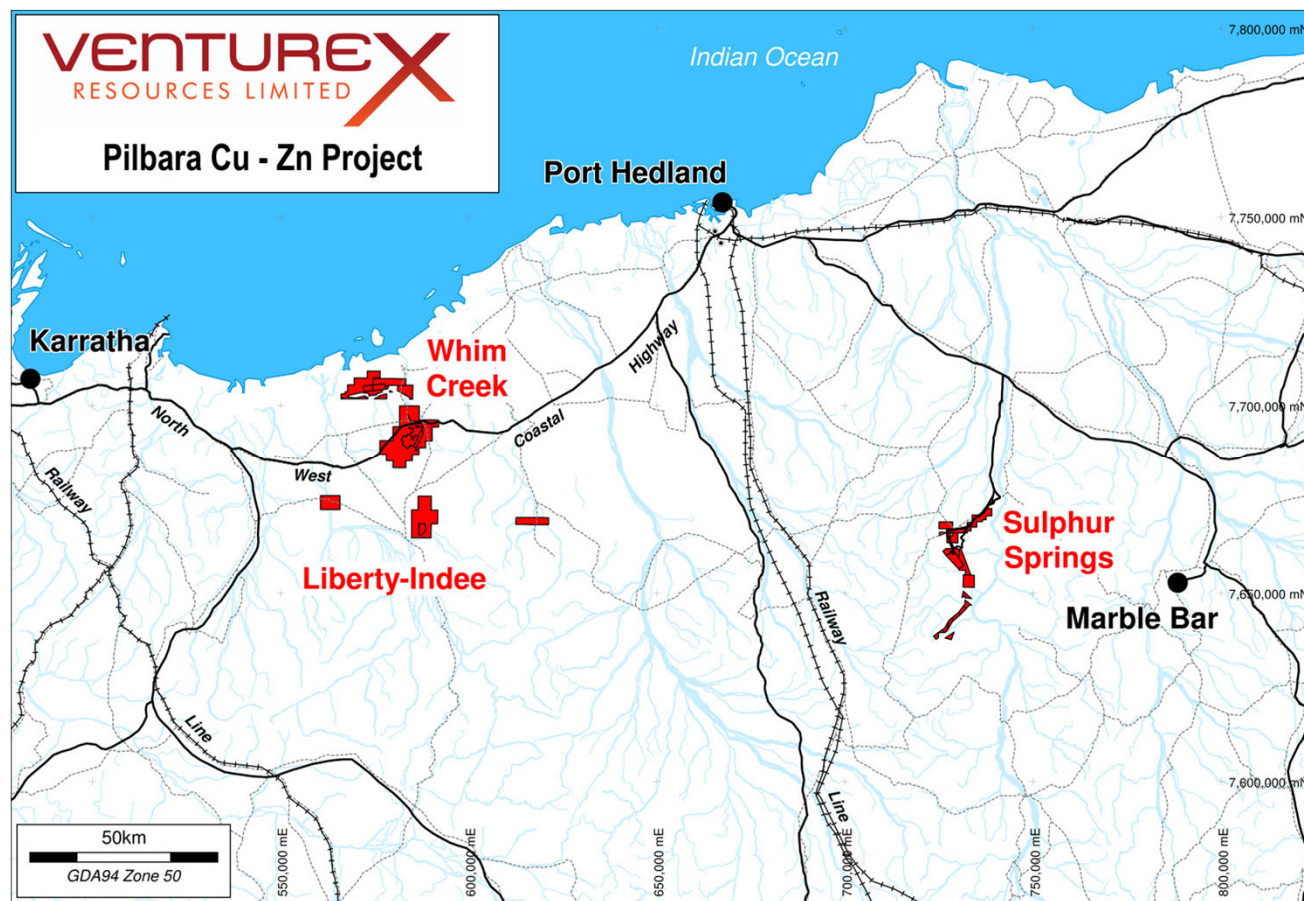 VENTUREX
RESOURCES LIMITED
Pilbara Cu - Zn Project
Indian Ocean
7,800,000 mN
Port Hedland
7,750,000 mN
Karratha
Whim
Creek
Highway
7,700,000 mN
North
Coastal
West
Railway
Sulphur
Springs
Liberty-Indee
7,650,000 mN
Marble Bar
Railway
Line
7,600,000 mN
Line
50km
GDA94 Zone 50
550,000 mE
600,000 mE
650,000 mE
700,000 mE
750,000 mE
800,000 mE